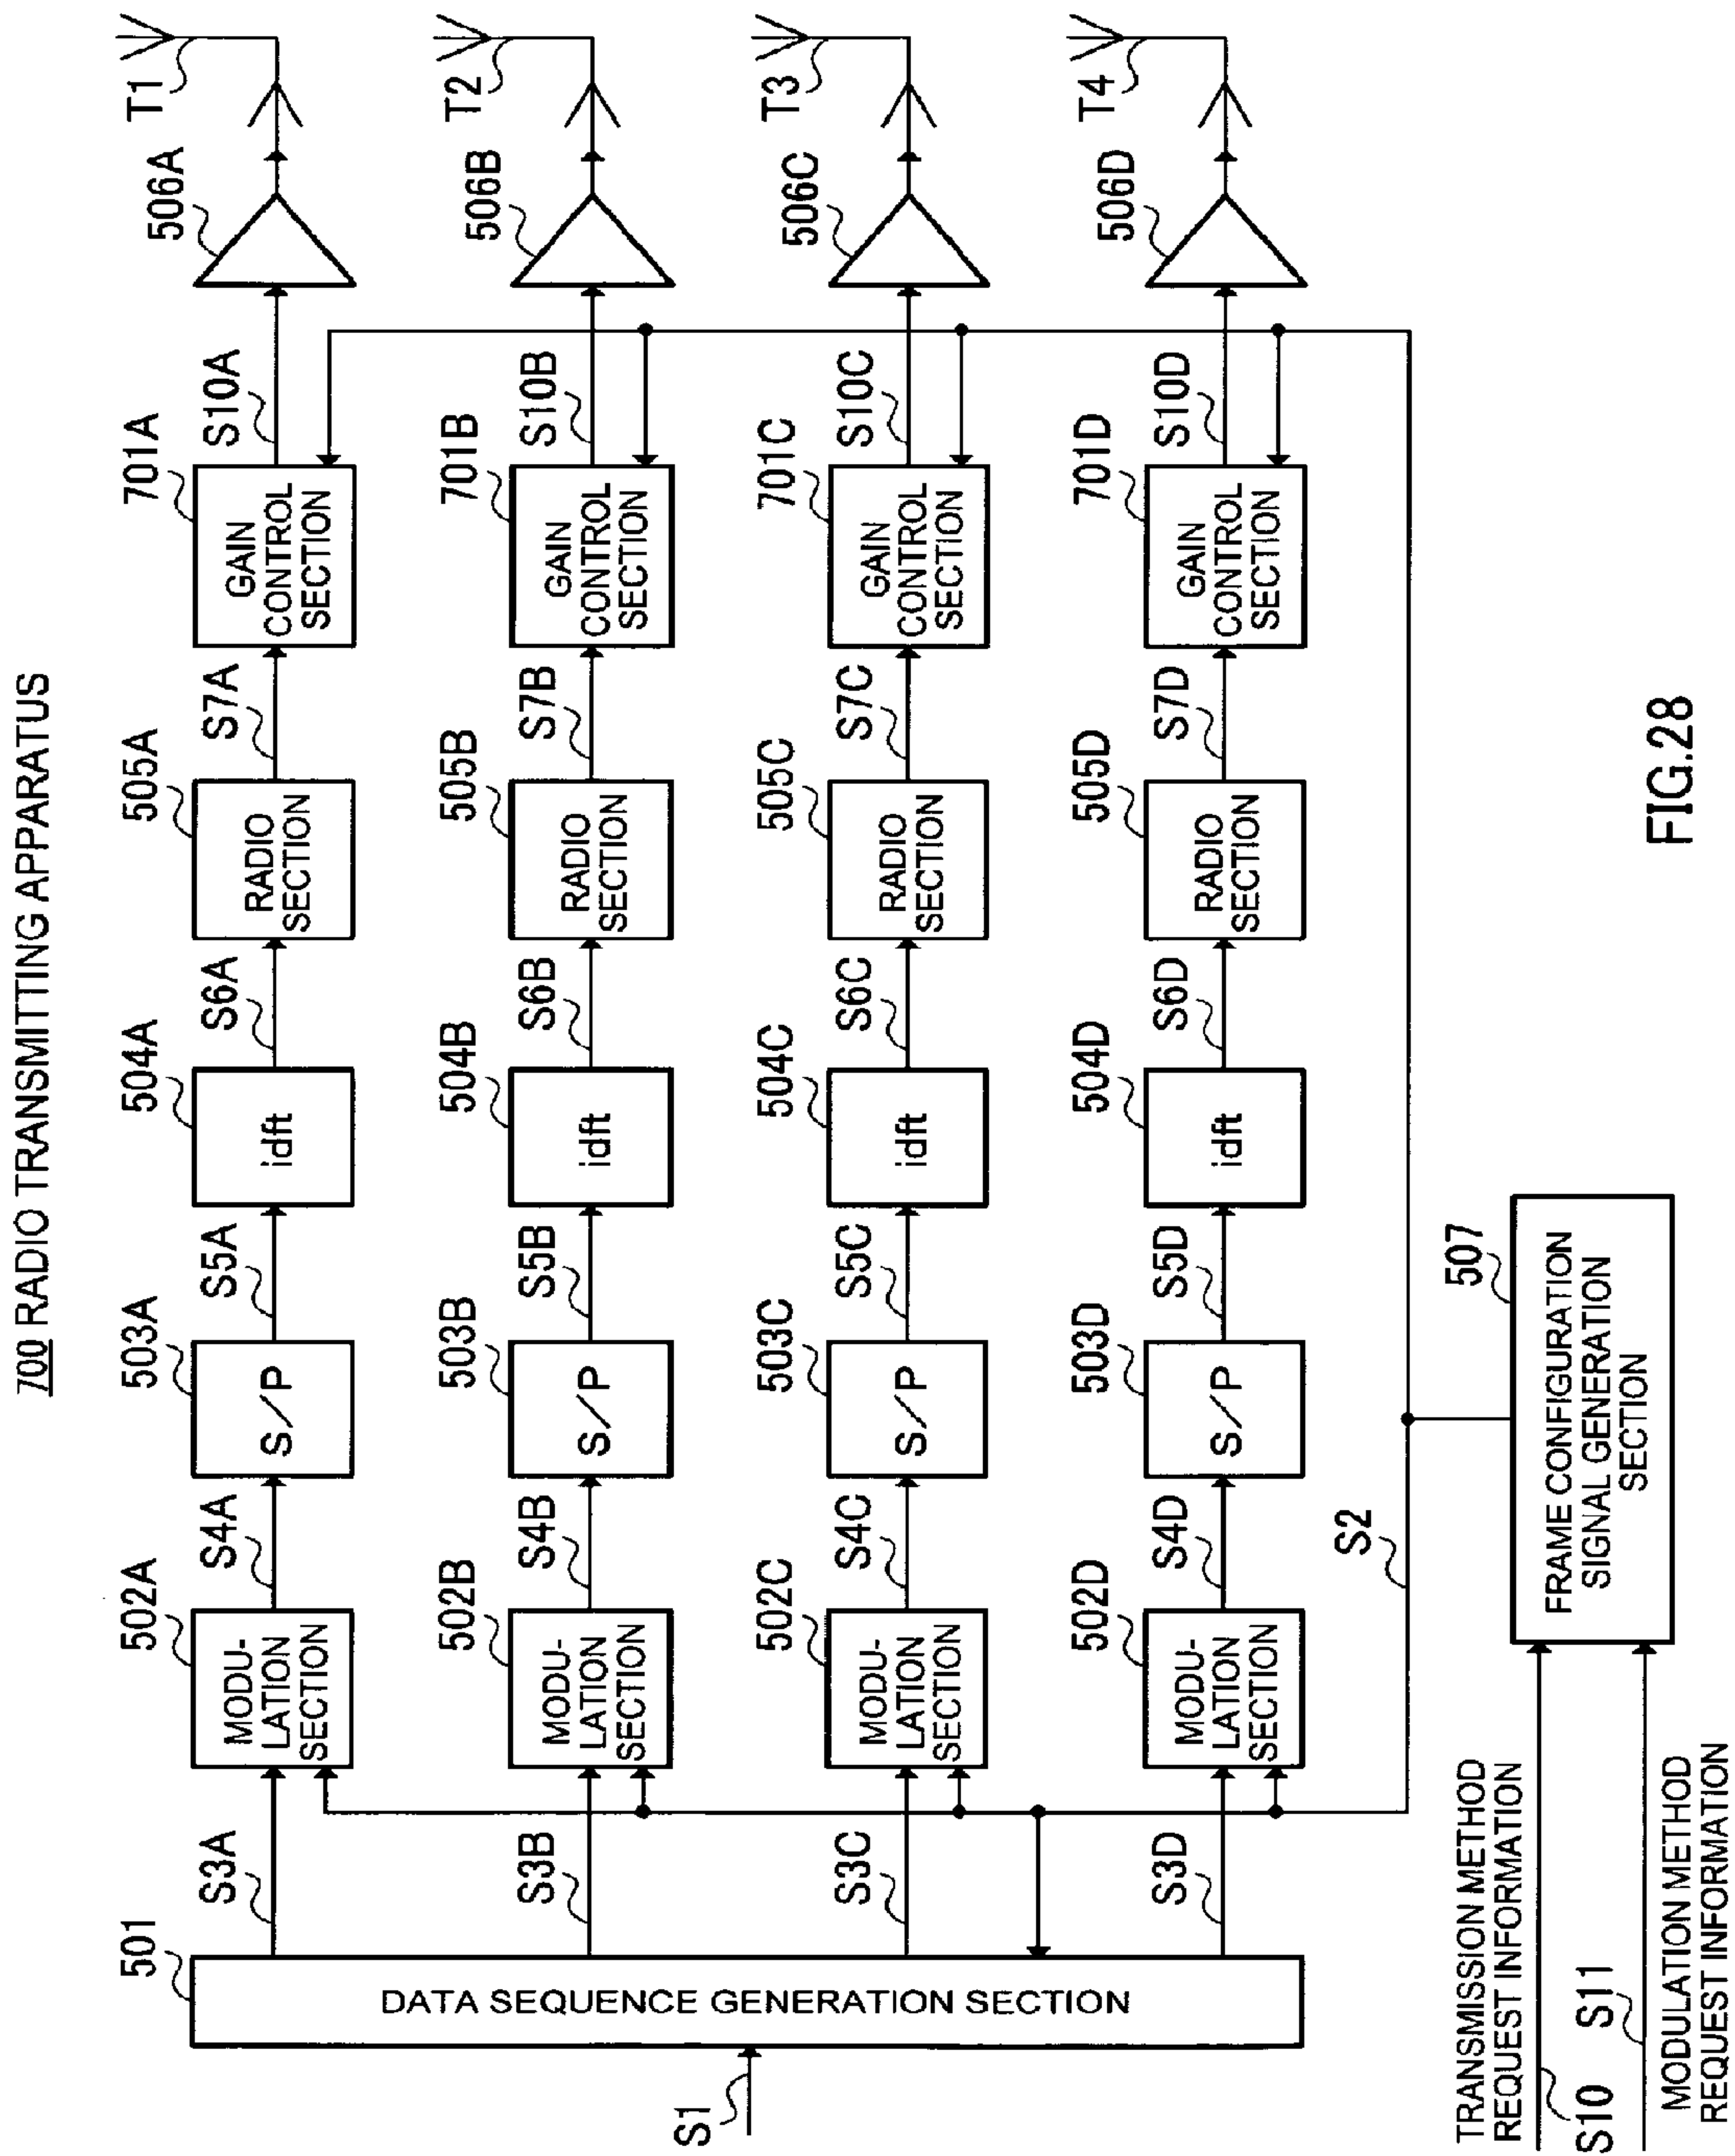 700 RADIO TRANSMITTING APPARATUS
501
S3A
502A
S4A
503A
S5A
504A
S6A
505A
S7A
701A
S10A
506A
T1
MODU-
LATION
SECTION
S/P
idft
RADIO
SECTION
GAIN
CONTROL
SECTION
S3B
502B
S4B
503B
S5B
504B
S6B
505B
S7B
701B
S10B
506B
T2
MODU-
LATION
SECTION
S/P
idft
RADIO
SECTION
GAIN
CONTROL
SECTION
S1
DATA SEQUENCE GENERATION SECTION
S3C
502C
S4C
503C
S5C
504C
S6C
505C
S7C
701C
S10C
506C
T3
MODU-
LATION
SECTION
S/P
idft
RADIO
SECTION
GAIN
CONTROL
SECTION
S3D
502D
S4D
503D
S5D
504D
S6D
505D
S7D
701D
S10D
506D
T4
MODU-
LATION
SECTION
S/P
idft
RADIO
SECTION
GAIN
CONTROL
SECTION
S2
507
TRANSMISSION METHOD
REQUEST INFORMATION
S10
S11
MODULATION METHOD
REQUEST INFORMATION
FRAME CONFIGURATION
SIGNAL GENERATION
SECTION
FIG.28